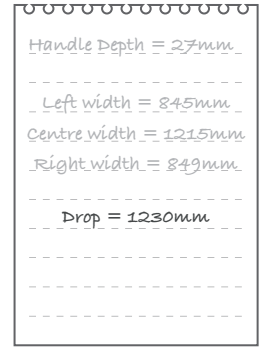 Handle Depth = 27mm
Left width = 845mm
Centre width = 1215mm
Right width = 849mm
Drop = 1230mm